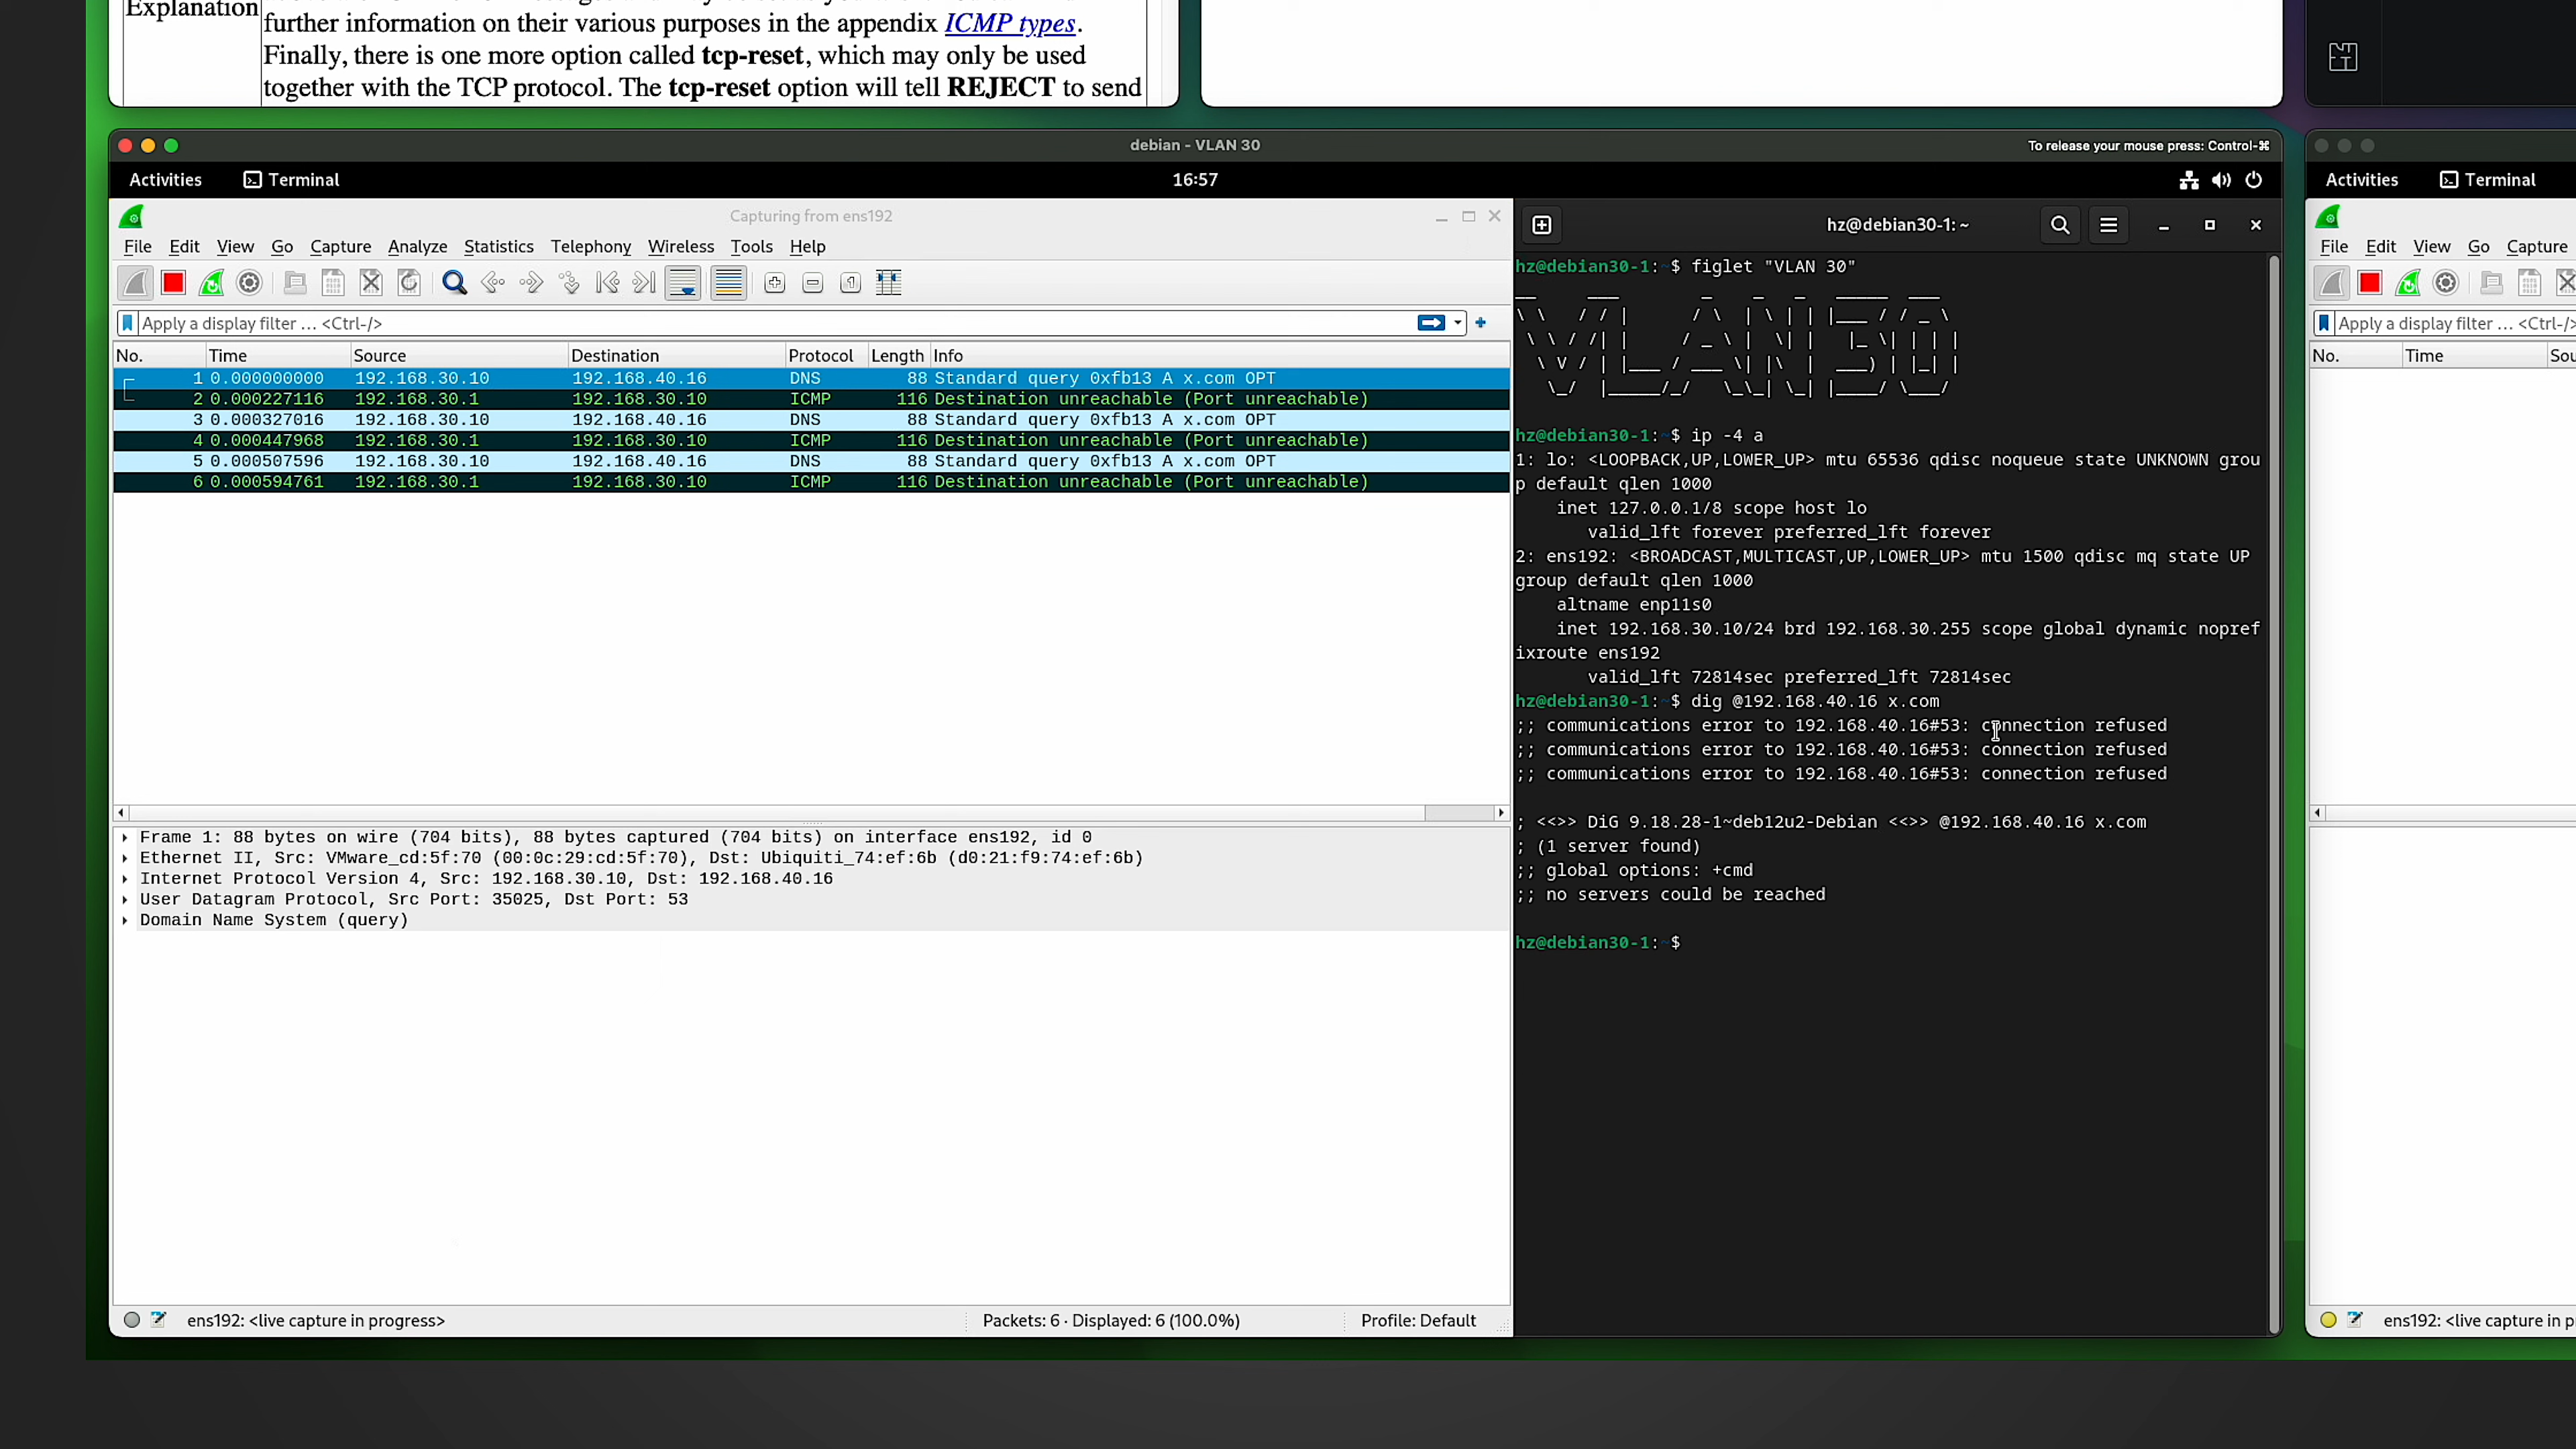 Explanation
further information on their various purposes in the appendix ICMP types.
Finally, there is one more option called tcp-reset, which may only be used
together with the TCP protocol. The tcp-reset option will tell REJECT to send
debian - VLAN 30
To release your mouse press: Control-⌘
Activities Terminal 16:57
Capturing from ens192
File Edit View Go Capture Analyze Statistics Telephony Wireless Tools Help
Apply a display filter … <Ctrl-/>
No. Time Source Destination Protocol Length Info
1 0.000000000 192.168.30.10 192.168.40.16 DNS 88 Standard query 0xfb13 A x.com OPT
2 0.000227116 192.168.30.1 192.168.30.10 ICMP 116 Destination unreachable (Port unreachable)
3 0.000327016 192.168.30.10 192.168.40.16 DNS 88 Standard query 0xfb13 A x.com OPT
4 0.000447968 192.168.30.1 192.168.30.10 ICMP 116 Destination unreachable (Port unreachable)
5 0.000507596 192.168.30.10 192.168.40.16 DNS 88 Standard query 0xfb13 A x.com OPT
6 0.000594761 192.168.30.1 192.168.30.10 ICMP 116 Destination unreachable (Port unreachable)
Frame 1: 88 bytes on wire (704 bits), 88 bytes captured (704 bits) on interface ens192, id 0
Ethernet II, Src: VMware_cd:5f:70 (00:0c:29:cd:5f:70), Dst: Ubiquiti_74:ef:6b (d0:21:f9:74:ef:6b)
Internet Protocol Version 4, Src: 192.168.30.10, Dst: 192.168.40.16
User Datagram Protocol, Src Port: 35025, Dst Port: 53
Domain Name System (query)
ens192: <live capture in progress> Packets: 6 · Displayed: 6 (100.0%) Profile: Default
hz@debian30-1: ~
hz@debian30-1:~$ figlet "VLAN 30"
VLAN 30
hz@debian30-1:~$ ip -4 a
1: lo: <LOOPBACK,UP,LOWER_UP> mtu 65536 qdisc noqueue state UNKNOWN grou
p default qlen 1000
inet 127.0.0.1/8 scope host lo
valid_lft forever preferred_lft forever
2: ens192: <BROADCAST,MULTICAST,UP,LOWER_UP> mtu 1500 qdisc mq state UP
group default qlen 1000
altname enp11s0
inet 192.168.30.10/24 brd 192.168.30.255 scope global dynamic nopref
ixroute ens192
valid_lft 72814sec preferred_lft 72814sec
hz@debian30-1:~$ dig @192.168.40.16 x.com
;; communications error to 192.168.40.16#53: connection refused
;; communications error to 192.168.40.16#53: connection refused
;; communications error to 192.168.40.16#53: connection refused
; <<>> DiG 9.18.28-1~deb12u2-Debian <<>> @192.168.40.16 x.com
; (1 server found)
;; global options: +cmd
;; no servers could be reached
hz@debian30-1:~$
Activities Terminal
File Edit View Go Capture
Apply a display filter … <Ctrl-/>
No. Time Sou
ens192: <live capture in p